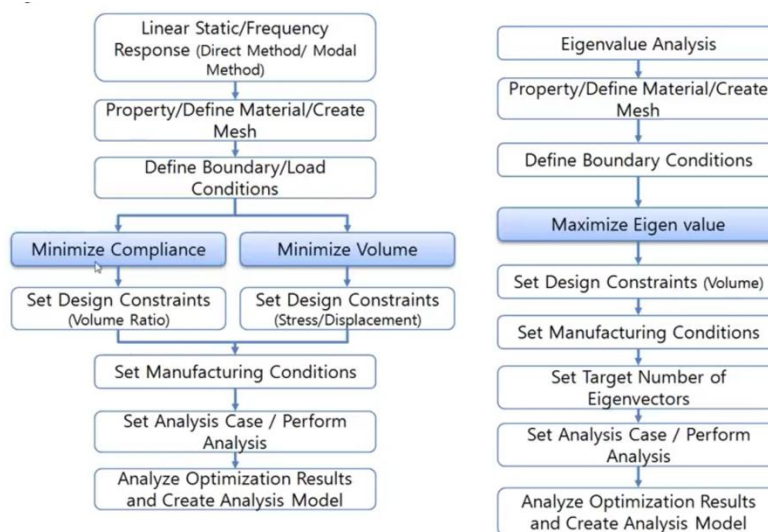 Linear Static/Frequency
Response (Direct Method/ Modal
Method)
Property/Define Material/Create
Mesh
Define Boundary/Load
Conditions
Minimize Compliance
Minimize Volume
Set Design Constraints
(Volume Ratio)
Set Design Constraints
(Stress/Displacement)
Set Manufacturing Conditions
Set Analysis Case / Perform
Analysis
Analyze Optimization Results
and Create Analysis Model
Eigenvalue Analysis
Property/Define Material/Create
Mesh
Define Boundary Conditions
Maximize Eigen value
Set Design Constraints (Volume)
Set Manufacturing Conditions
Set Target Number of
Eigenvectors
Set Analysis Case / Perform
Analysis
Analyze Optimization Results
and Create Analysis Model